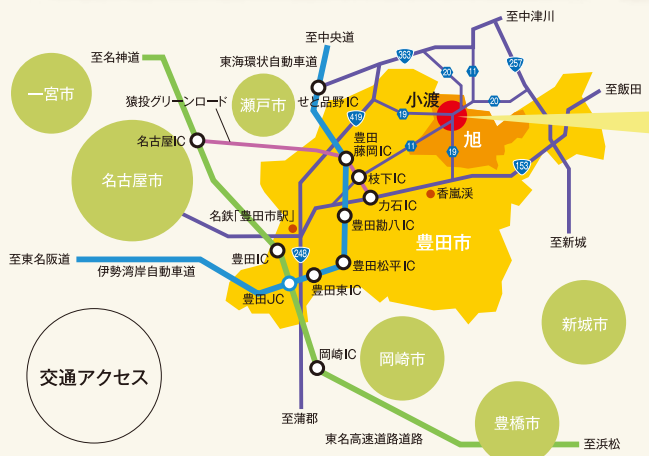 至中津川
至中央道
東海環状自動車道
至名神道
363
11
257
20
一宮市
瀬戸市
せと品野IC
小渡
20
至飯田
猿投グリーンロード
419
19
名古屋IC
豊田
藤岡IC
11
19
旭
153
枝下IC
名古屋市
力石IC
香嵐渓
名鉄「豊田市駅」
豊田勘八IC
豊田市
至新城
248
豊田IC
至東名阪道
伊勢湾岸自動車道
豊田松平IC
豊田東IC
豊田JC
新城市
岡崎IC
岡崎市
交通アクセス
至蒲郡
豊橋市
東名高速道路道路
至浜松